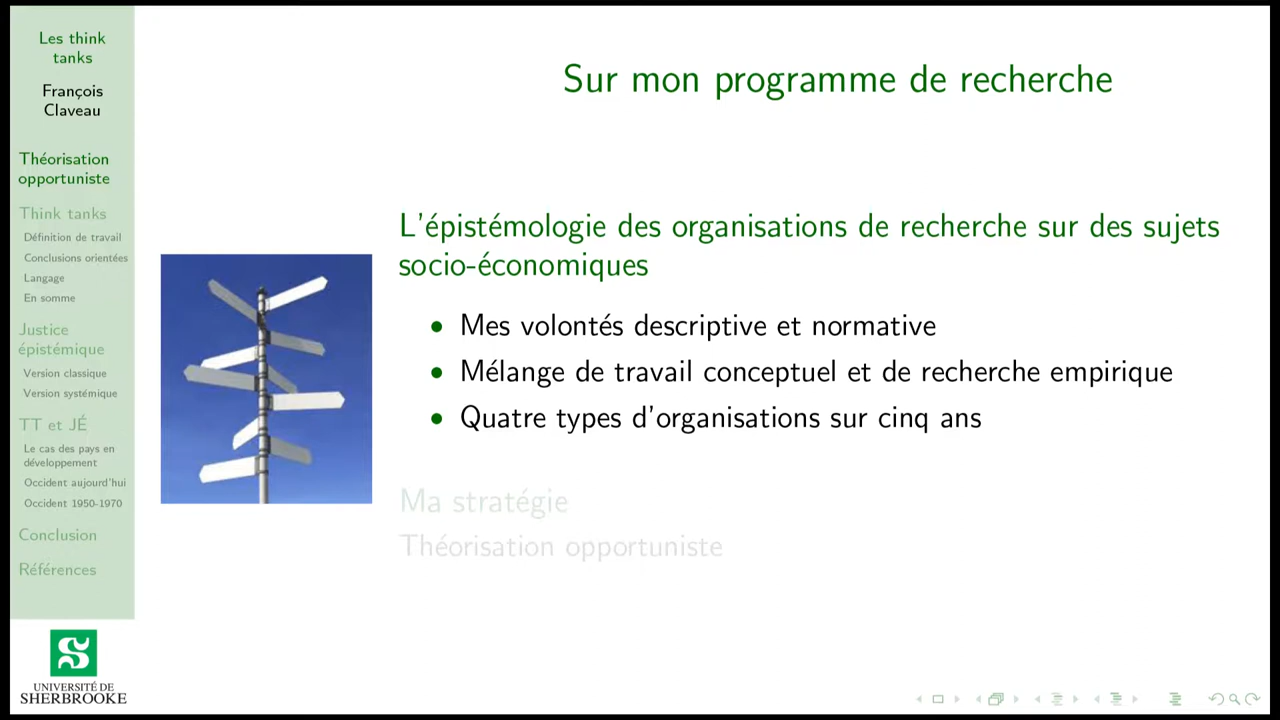 Les think
tanks
François
Claveau
Théorisation
opportuniste
Think tanks
Définition de travail
Conclusions orientées
Langage
En somme
Justice
épistémique
Version classique
Version systémique
TT et JÉ
Le cas des pays en
développement
Occident aujourd'hui
Occident 1950-1970
Conclusion
Références
UNIVERSITÉ DE
SHERBROOKE
Sur mon programme de recherche
L'épistémologie des organisations de recherche sur des sujets
socio-économiques
• Mes volontés descriptive et normative
• Mélange de travail conceptuel et de recherche empirique
• Quatre types d'organisations sur cinq ans
Ma stratégie
Théorisation opportuniste